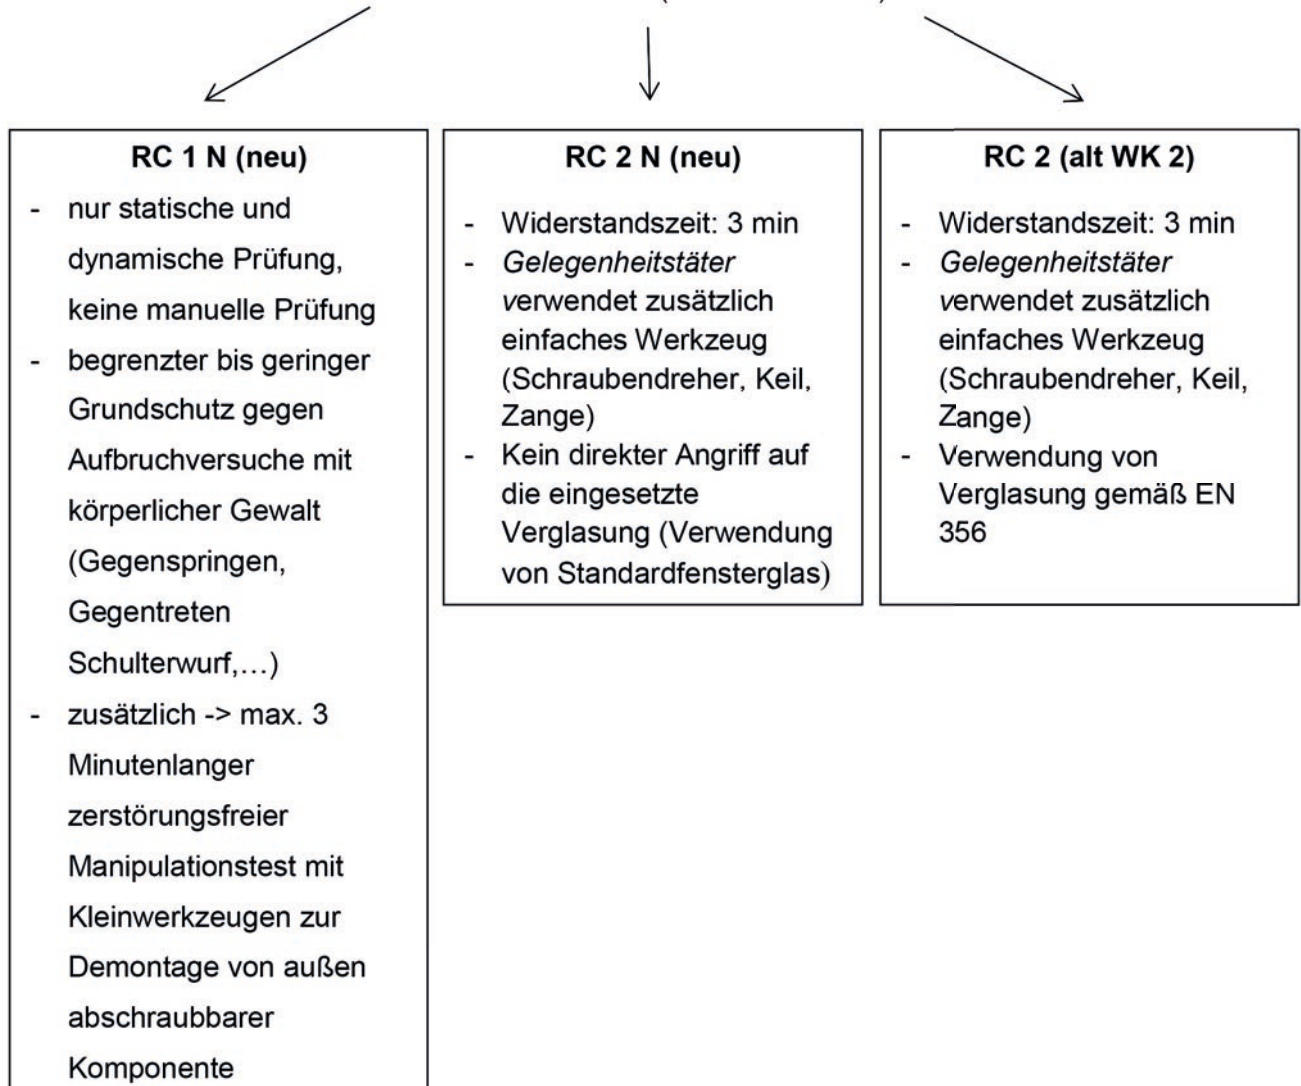 RC 1 N (neu)
- nur statische und
dynamische Prüfung,
keine manuelle Prüfung
- begrenzter bis geringer
Grundschutz gegen
Aufbruchversuche mit
körperlicher Gewalt
(Gegenspringen,
Gegentreten
Schulterwurf,…)
- zusätzlich -> max. 3
Minutenlanger
zerstörungsfreier
Manipulationstest mit
Kleinwerkzeugen zur
Demontage von außen
abschraubbarer
Komponente
RC 2 N (neu)
- Widerstandszeit: 3 min
- Gelegenheitstäter
verwendet zusätzlich
einfaches Werkzeug
(Schraubendreher, Keil,
Zange)
- Kein direkter Angriff auf
die eingesetzte
Verglasung (Verwendung
von Standardfensterglas)
RC 2 (alt WK 2)
- Widerstandszeit: 3 min
- Gelegenheitstäter
verwendet zusätzlich
einfaches Werkzeug
(Schraubendreher, Keil,
Zange)
- Verwendung von
Verglasung gemäß EN
356